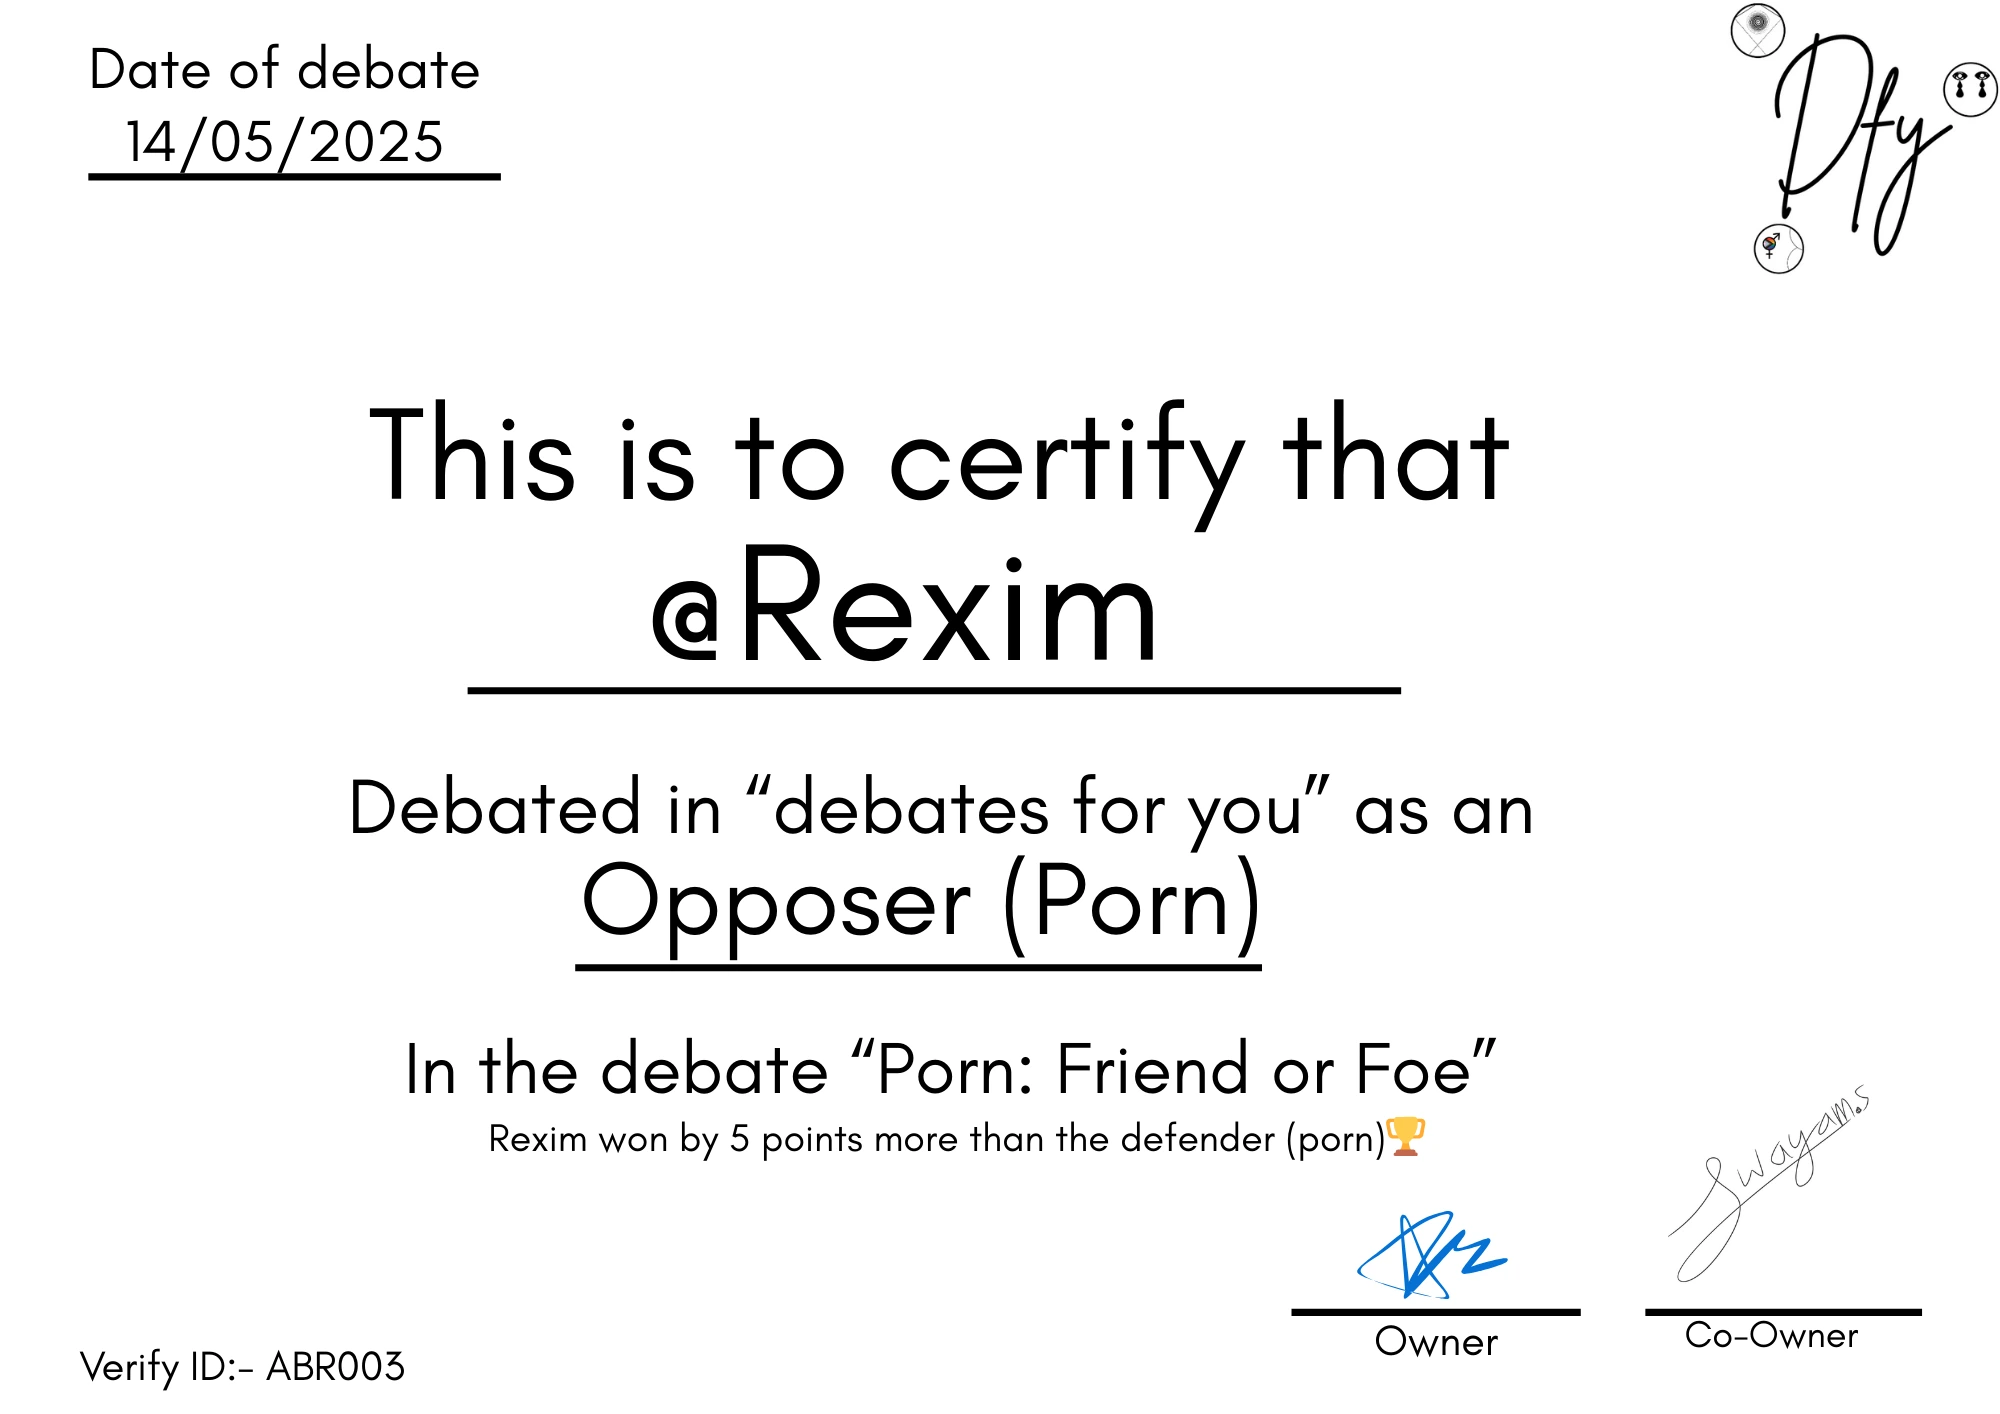 Date of debate
14/05/2025
Dfy
This is to certify that
@Rexim
Debated in “debates for you” as an
Opposer (Porn)
In the debate “Porn: Friend or Foe”
Rexim won by 5 points more than the defender (porn)🏆
Swayam.s
Owner
Co-Owner
Verify ID:- ABR003